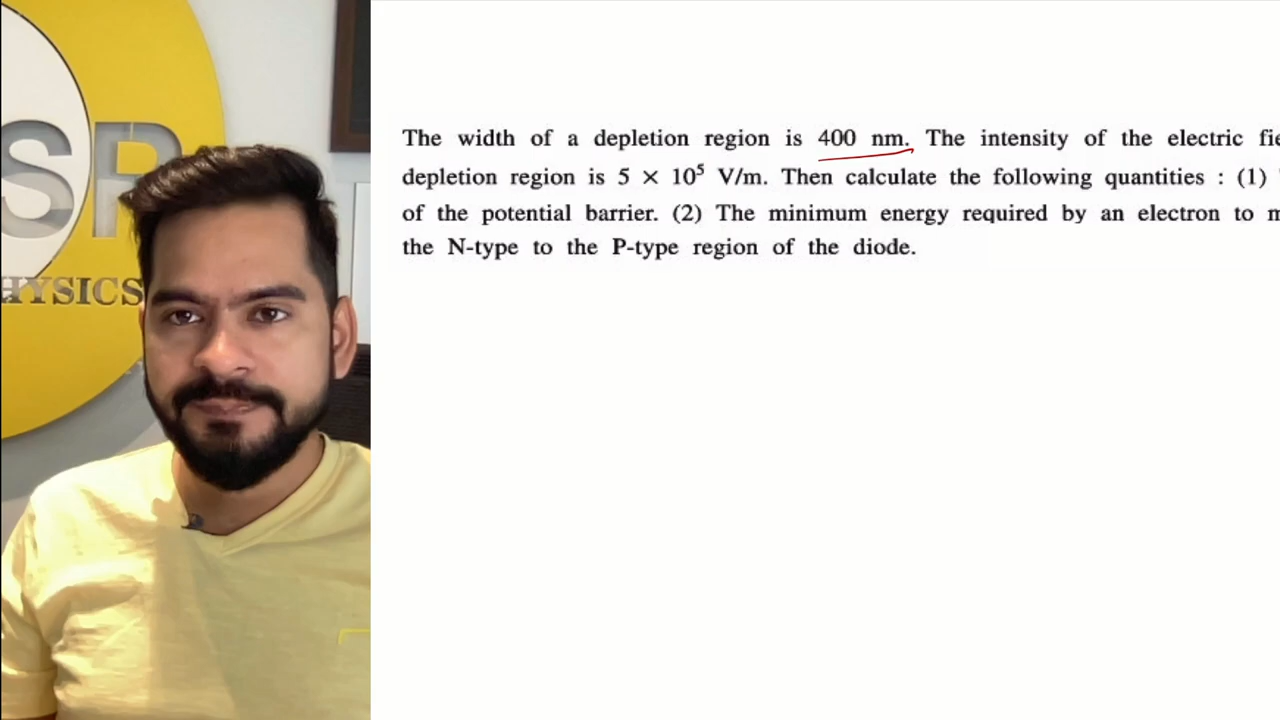 SP
PHYSICS
The width of a depletion region is 400 nm. The intensity of the electric
depletion region is 5 × 10⁵ V/m. Then calculate the following quantities : (1)
of the potential barrier. (2) The minimum energy required by an electron to
the N-type to the P-type region of the diode.